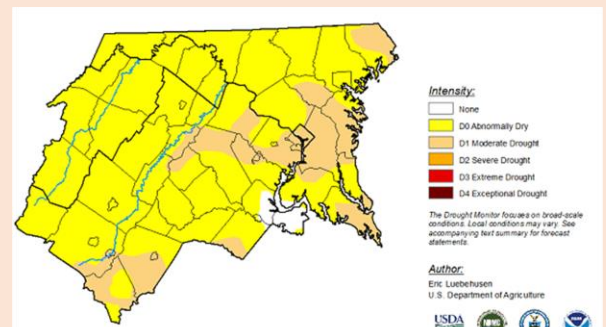 Intensity:
None
D0 Abnormally Dry
D1 Moderate Drought
D2 Severe Drought
D3 Extreme Drought
D4 Exceptional Drought
The Drought Monitor focuses on broad-scale
conditions. Local conditions may vary. See
accompanying text summary for forecast
statements.
Author:
Eric Luebehusen
U.S. Department of Agriculture
USDA